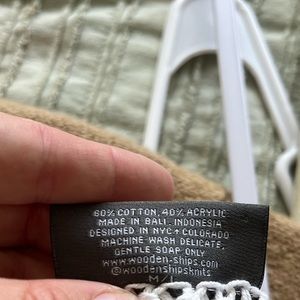 60% COTTON, 40% ACRYLIC
MADE IN BALI, INDONESIA
DESIGNED IN NYC + COLORADO
MACHINE WASH DELICATE,
GENTLE SOAP ONLY
www.wooden-ships.com
@woodenshipsknits
M/